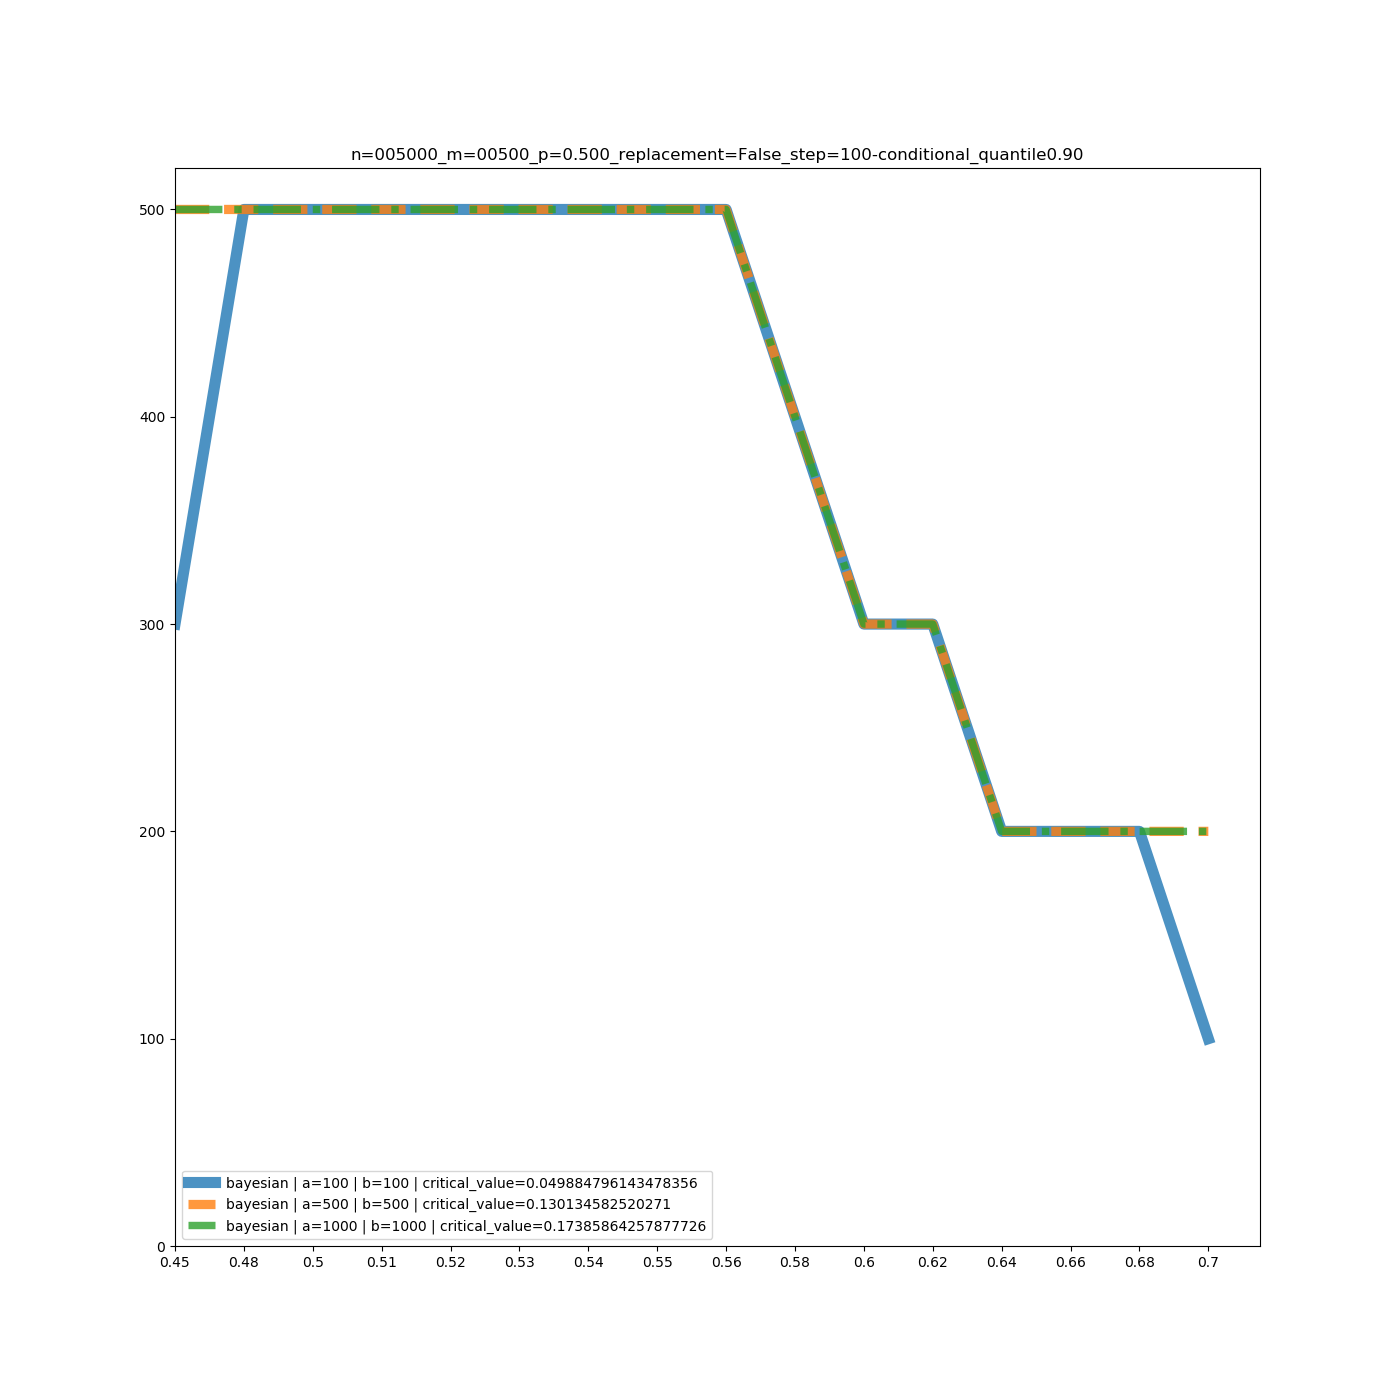 n=005000_m=00500_p=0.500_replacement=False_step=100-conditional_quantile0.90
500
400
300
200
100
0
bayesian | a=100 | b=100 | critical_value=0.049884796143478356
bayesian | a=500 | b=500 | critical_value=0.130134582520271
bayesian | a=1000 | b=1000 | critical_value=0.17385864257877726
0.45 0.48 0.5 0.51 0.52 0.53 0.54 0.55 0.56 0.58 0.6 0.62 0.64 0.66 0.68 0.7